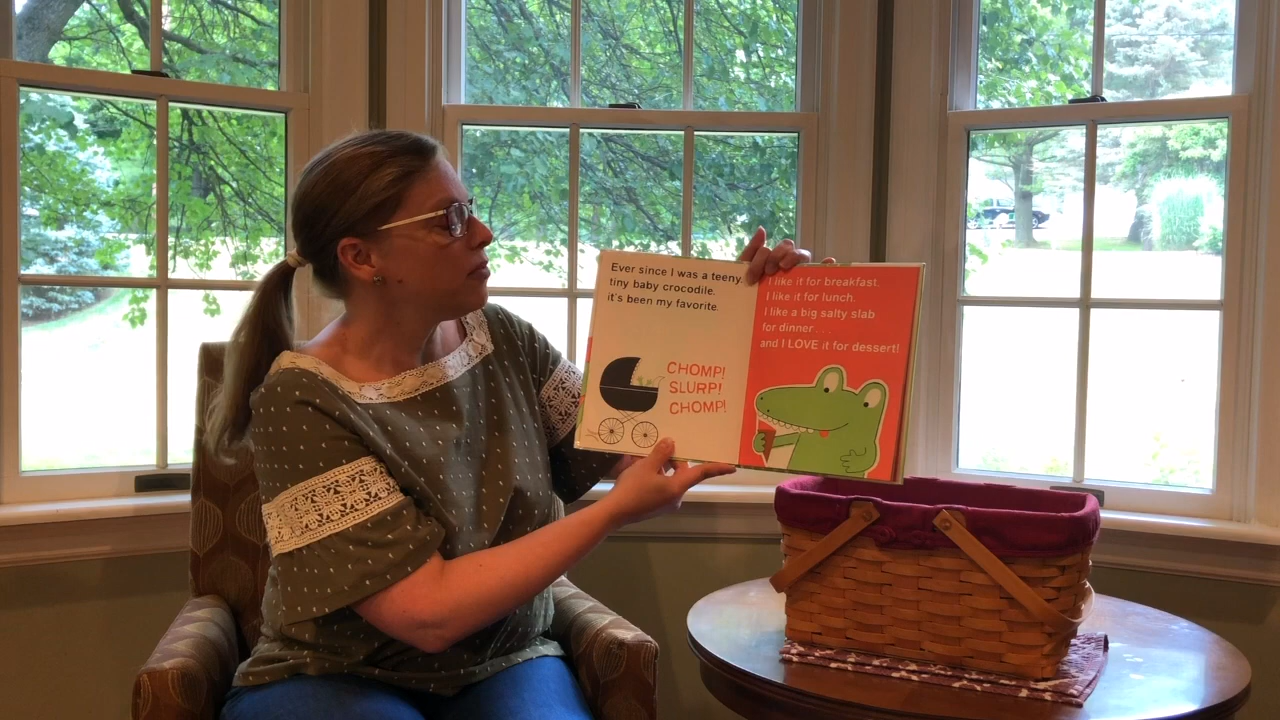 Ever since I was a teeny,
tiny baby crocodile,
it's been my favorite.
CHOMP!
SLURP!
CHOMP!
I like it for breakfast.
I like it for lunch.
I like a big salty slab
for dinner...
and I LOVE it for dessert!